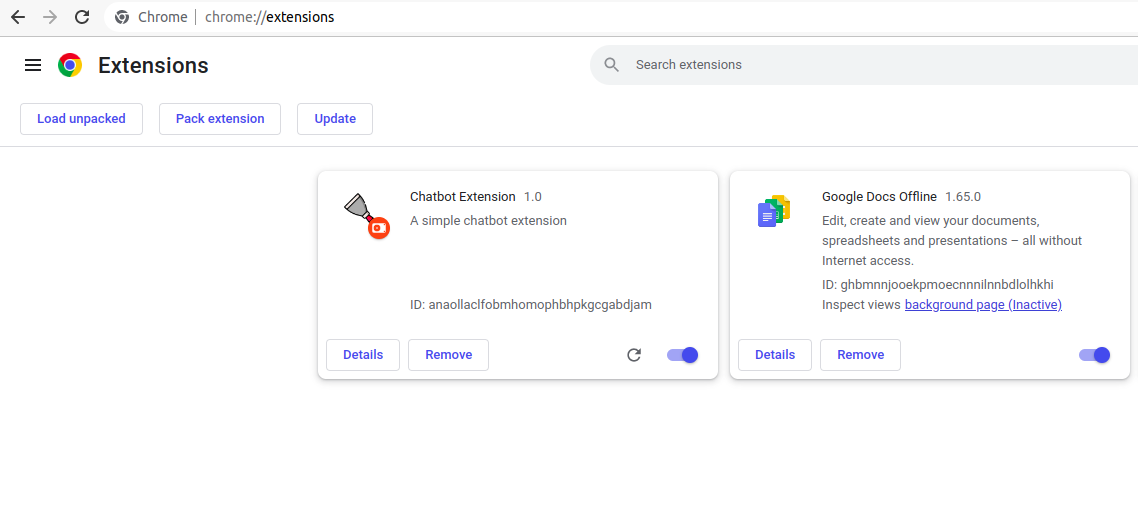 Chrome chrome://extensions
Extensions
Search extensions
Load unpacked Pack extension Update
Chatbot Extension 1.0
A simple chatbot extension
ID: anaollaclfobmhomophbhpkgcgabdjam
Details Remove
Google Docs Offline 1.65.0
Edit, create and view your documents,
spreadsheets and presentations – all without
Internet access.
ID: ghbmnnjooekpmoecnnnilnnbdlolhkhi
Inspect views background page (Inactive)
Details Remove